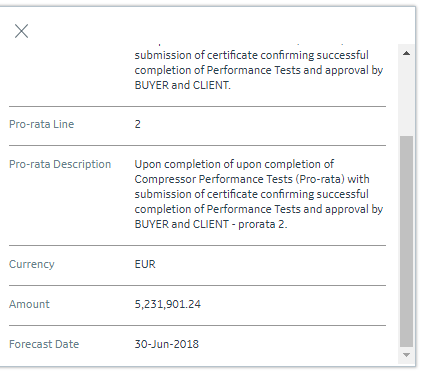 submission of certificate confirming successful
completion of Performance Tests and approval by
BUYER and CLIENT.
Pro-rata Line 2
Pro-rata Description Upon completion of upon completion of
Compressor Performance Tests (Pro-rata) with
submission of certificate confirming successful
completion of Performance Tests and approval by
BUYER and CLIENT - prorata 2.
Currency EUR
Amount 5,231,901.24
Forecast Date 30-Jun-2018